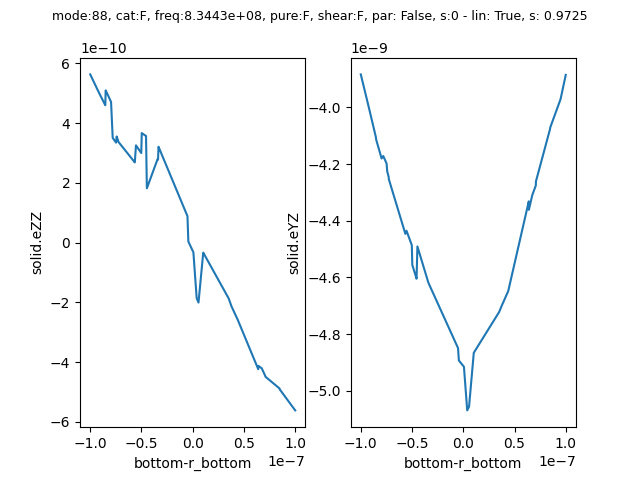 mode:88, cat:F, freq:8.3443e+08, pure:F, shear:F, par: False, s:0 - lin: True, s: 0.9725
1e−10
6
4
2
0
−2
−4
−6
solid.eZZ
−1.0 −0.5 0.0 0.5 1.0
1e−7
bottom-r_bottom
1e−9
−4.0
−4.2
−4.4
−4.6
−4.8
−5.0
solid.eYZ
−1.0 −0.5 0.0 0.5 1.0
1e−7
bottom-r_bottom